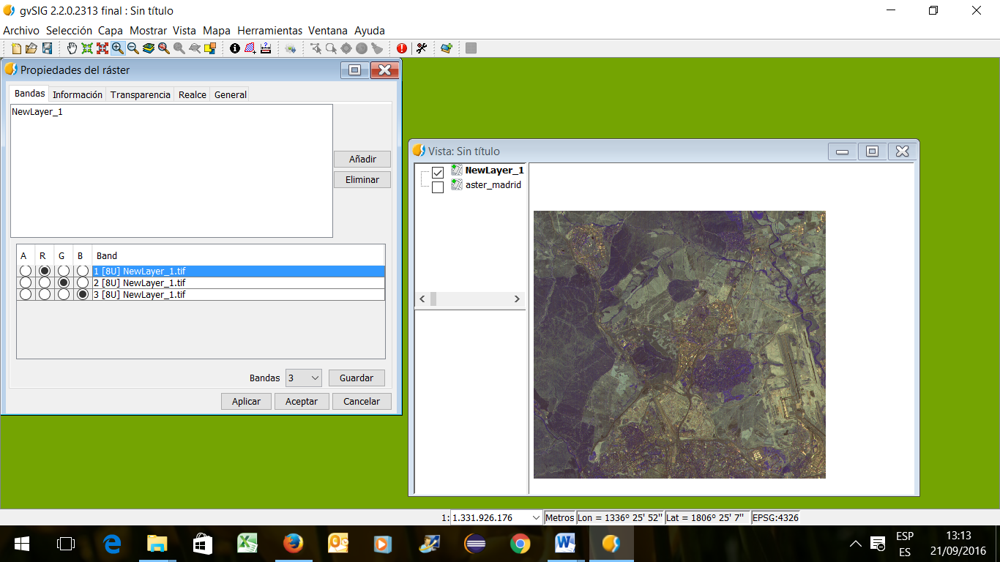 gvSIG 2.2.0.2313 final : Sin título
Archivo Selección Capa Mostrar Vista Mapa Herramientas Ventana Ayuda
Propiedades del ráster
Bandas Información Transparencia Realce General
NewLayer_1
Añadir
Eliminar
A R G B Band
1 [8U] NewLayer_1.tif
2 [8U] NewLayer_1.tif
3 [8U] NewLayer_1.tif
Bandas 3 Guardar
Aplicar Aceptar Cancelar
Vista: Sin título
NewLayer_1
aster_madrid
1: 1.331.926.176 Metros Lon = 1336° 25' 52'' Lat = 1806° 25' 7'' EPSG:4326
ESP
ES
13:13
21/09/2016